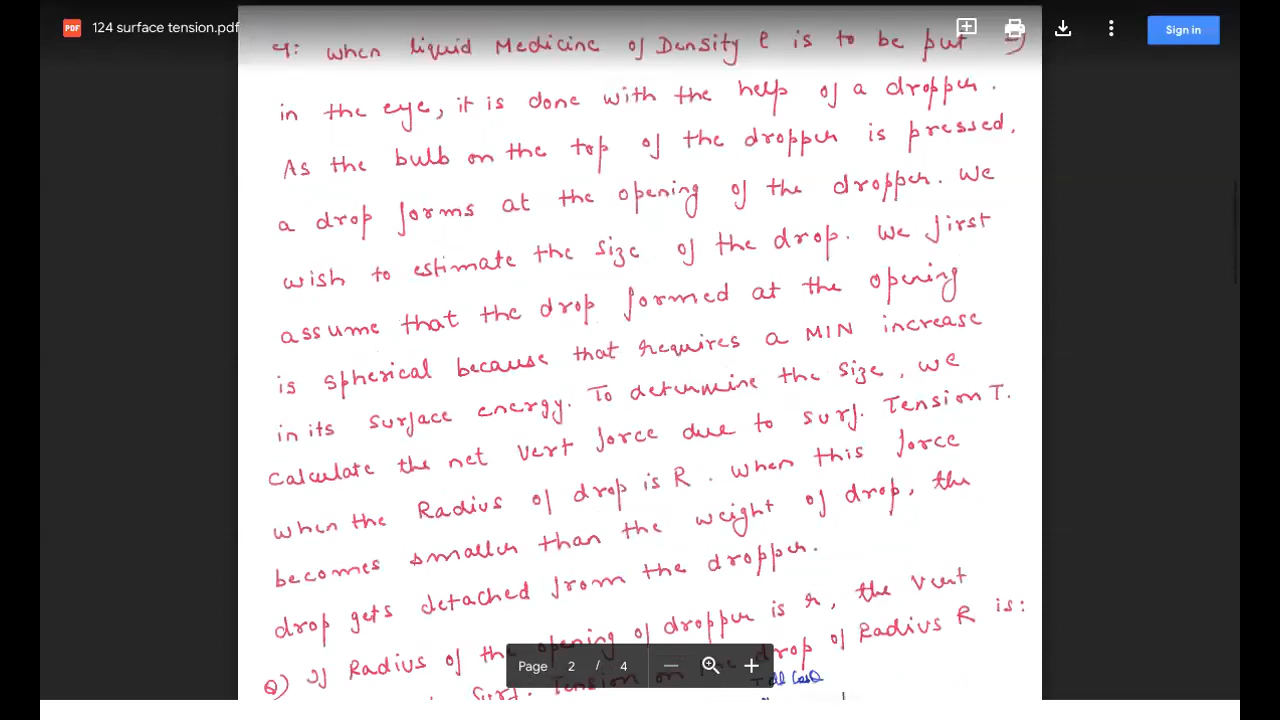 124 surface tension.pdf
Sign in
4: when liquid Medicine of Density ρ is to be put
in the eye, it is done with the help of a dropper.
As the bulb on the top of the dropper is pressed,
a drop forms at the opening of the dropper. We
wish to estimate the size of the drop. We first
assume that the drop formed at the opening
is spherical because that requires a MIN increase
in its surface energy. To determine the size, we
calculate the net vert force due to surf. Tension T.
when the Radius of drop is R. when this force
becomes smaller than the weight of drop, the
drop gets detached from the dropper.
Q) If Radius of the opening of dropper is r, the vert
Surf. Tension on the drop of Radius R is:
Page 2 / 4